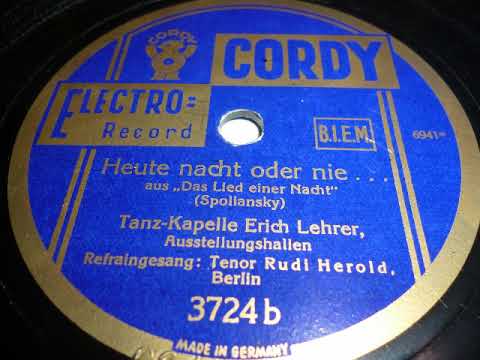 CORDY
CORDY
ELECTRO=
Record
B.I.E.M.
6941*
Heute nacht oder nie...
aus „Das Lied einer Nacht"
(Spoliansky)
Tanz-Kapelle Erich Lehrer,
Ausstellungshallen
Refraingesang: Tenor Rudi Herold,
Berlin
3724 b
MADE IN GERMANY